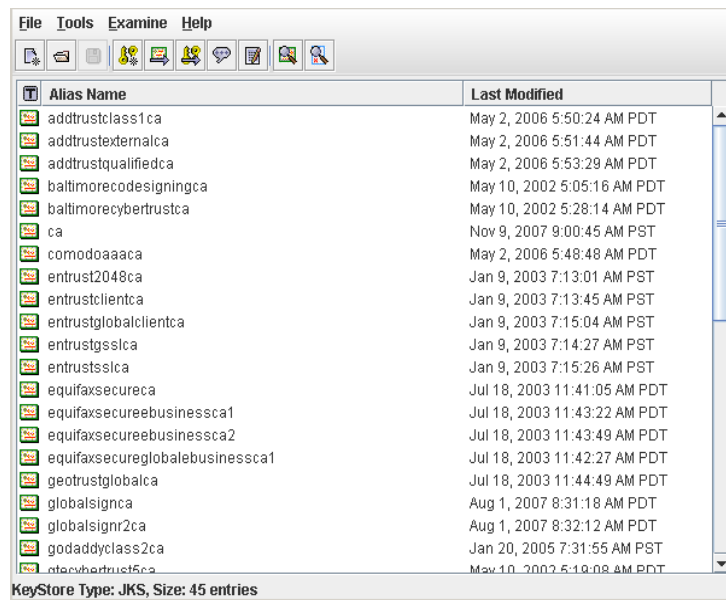 File Tools Examine Help
T Alias Name Last Modified
addtrustclass1ca May 2, 2006 5:50:24 AM PDT
addtrustexternalca May 2, 2006 5:51:44 AM PDT
addtrustqualifiedca May 2, 2006 5:53:29 AM PDT
baltimorecodesigningca May 10, 2002 5:05:16 AM PDT
baltimorecybertrustca May 10, 2002 5:28:14 AM PDT
ca Nov 9, 2007 9:00:45 AM PST
comodoaaaca May 2, 2006 5:48:48 AM PDT
entrust2048ca Jan 9, 2003 7:13:01 AM PST
entrustclientca Jan 9, 2003 7:13:45 AM PST
entrustglobalclientca Jan 9, 2003 7:15:04 AM PST
entrustgsslca Jan 9, 2003 7:14:27 AM PST
entrustsslca Jan 9, 2003 7:15:26 AM PST
equifaxsecureca Jul 18, 2003 11:41:05 AM PDT
equifaxsecureebusinessca1 Jul 18, 2003 11:43:22 AM PDT
equifaxsecureebusinessca2 Jul 18, 2003 11:43:49 AM PDT
equifaxsecureglobalebusinessca1 Jul 18, 2003 11:42:27 AM PDT
geotrustglobalca Jul 18, 2003 11:44:49 AM PDT
globalsignca Aug 1, 2007 8:31:18 AM PDT
globalsignr2ca Aug 1, 2007 8:32:12 AM PDT
godaddyclass2ca Jan 20, 2005 7:31:55 AM PST
gtecybertrust5ca May 10, 2002 5:19:08 AM PDT
KeyStore Type: JKS, Size: 45 entries